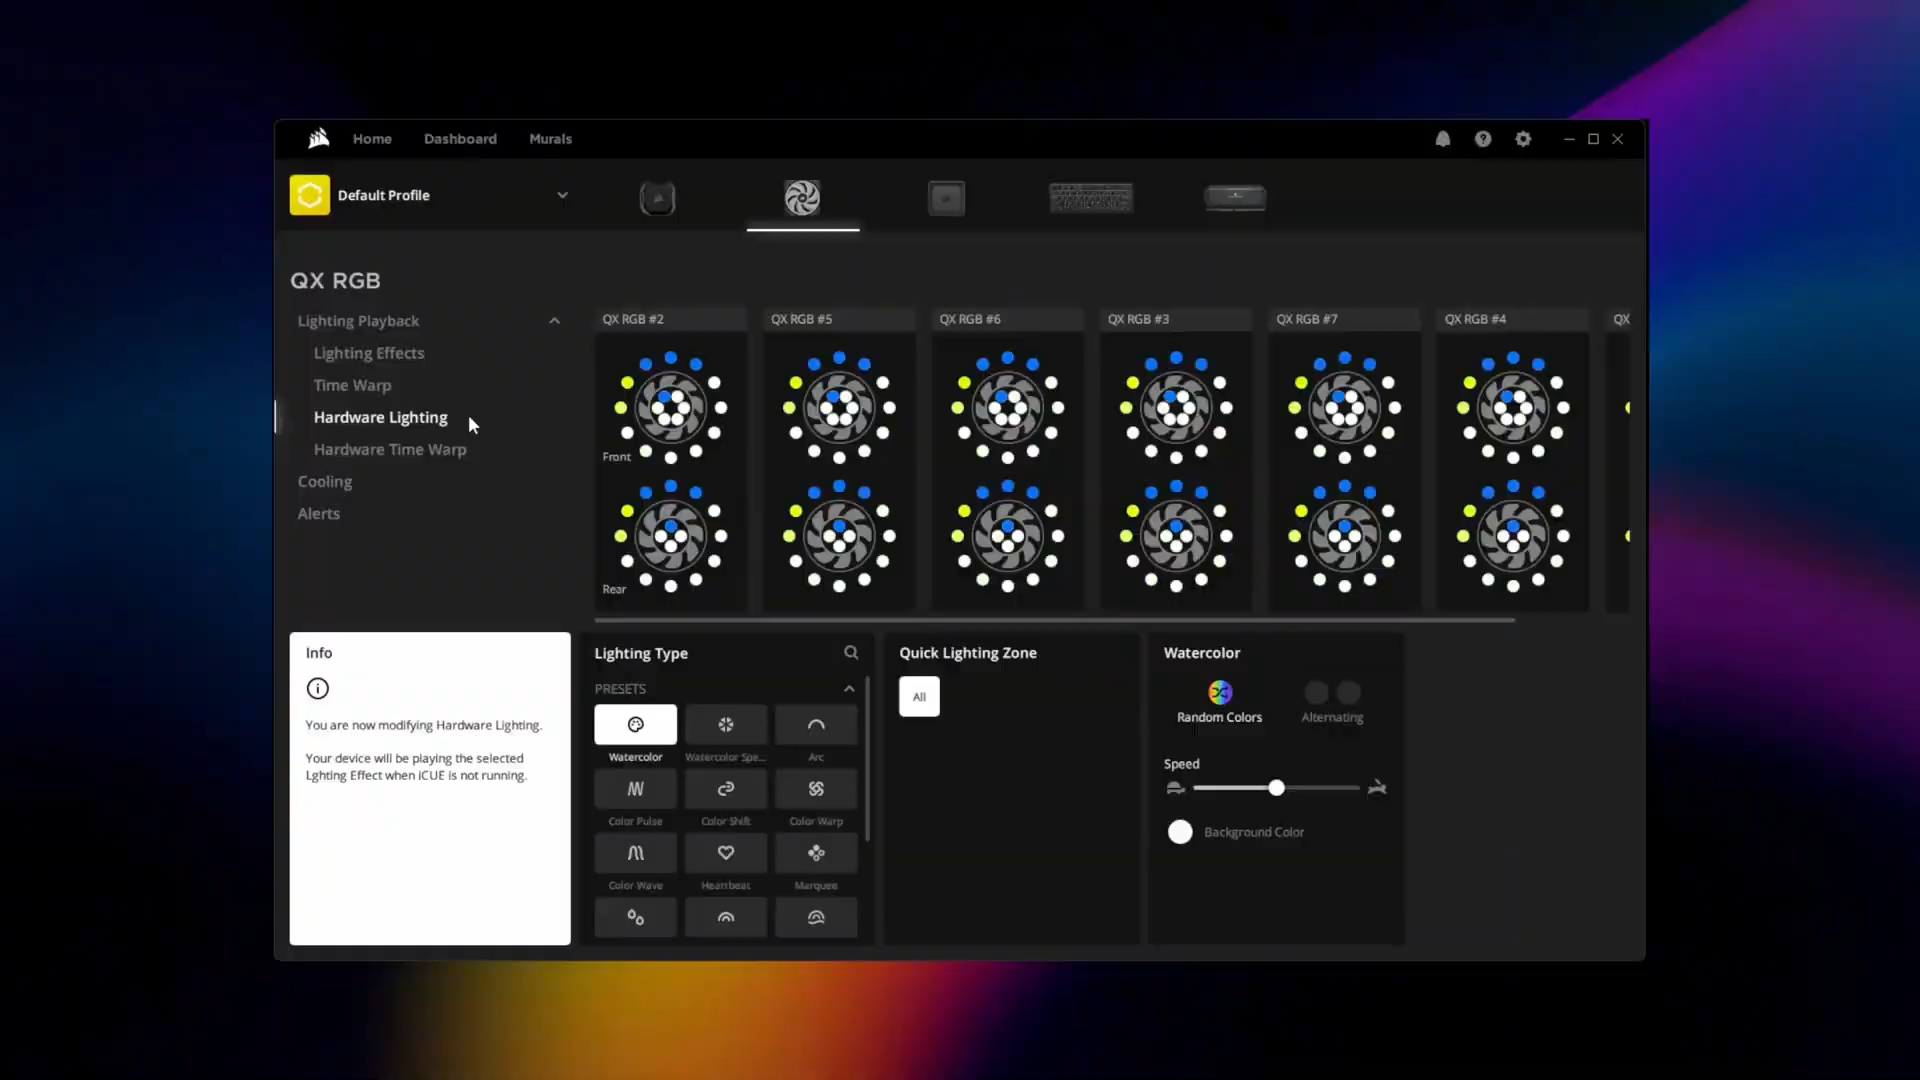 Home Dashboard Murals
Default Profile
QX RGB
Lighting Playback
Lighting Effects
Time Warp
Hardware Lighting
Hardware Time Warp
Cooling
Alerts
QX RGB #2 QX RGB #5 QX RGB #6 QX RGB #3 QX RGB #7 QX RGB #4 QX
Front
Rear
Info
You are now modifying Hardware Lighting.
Your device will be playing the selected
Lghting Effect when iCUE is not running.
Lighting Type
PRESETS
Watercolor Watercolor Spe... Arc
Color Pulse Color Shift Color Warp
Color Wave Heartbeat Marquee
Quick Lighting Zone
All
Watercolor
Random Colors Alternating
Speed
Background Color